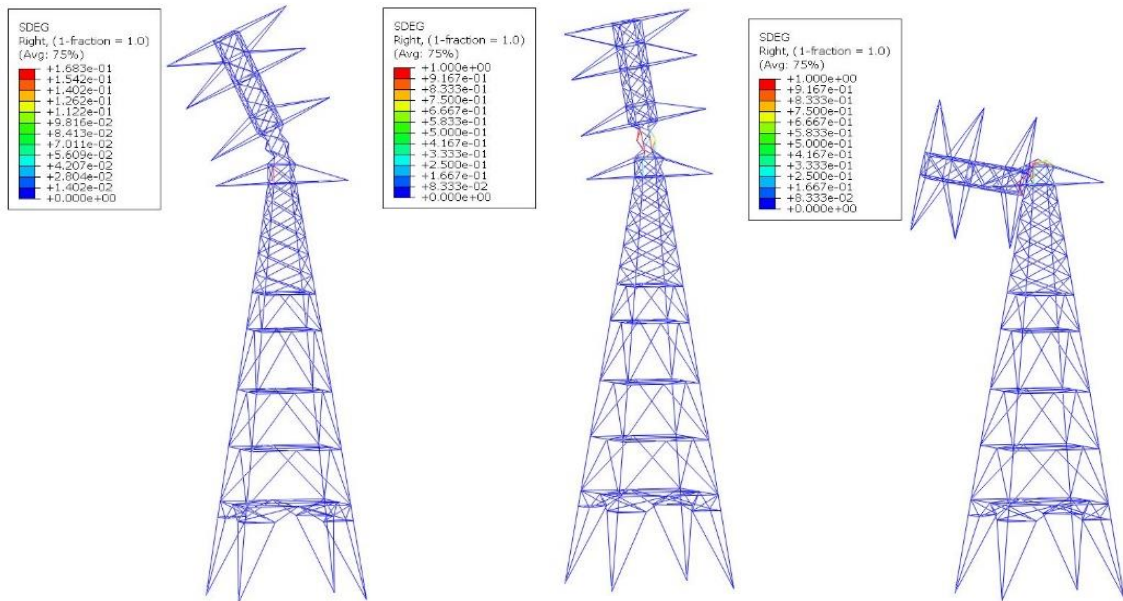 SDEG
Right, (1-fraction = 1.0)
(Avg: 75%)
+1.683e-01
+1.542e-01
+1.402e-01
+1.262e-01
+1.122e-01
+9.816e-02
+8.413e-02
+7.011e-02
+5.609e-02
+4.207e-02
+2.804e-02
+1.402e-02
+0.000e+00
SDEG
Right, (1-fraction = 1.0)
(Avg: 75%)
+1.000e+00
+9.167e-01
+8.333e-01
+7.500e-01
+6.667e-01
+5.833e-01
+5.000e-01
+4.167e-01
+3.333e-01
+2.500e-01
+1.667e-01
+8.333e-02
+0.000e+00
SDEG
Right, (1-fraction = 1.0)
(Avg: 75%)
+1.000e+00
+9.167e-01
+8.333e-01
+7.500e-01
+6.667e-01
+5.833e-01
+5.000e-01
+4.167e-01
+3.333e-01
+2.500e-01
+1.667e-01
+8.333e-02
+0.000e+00